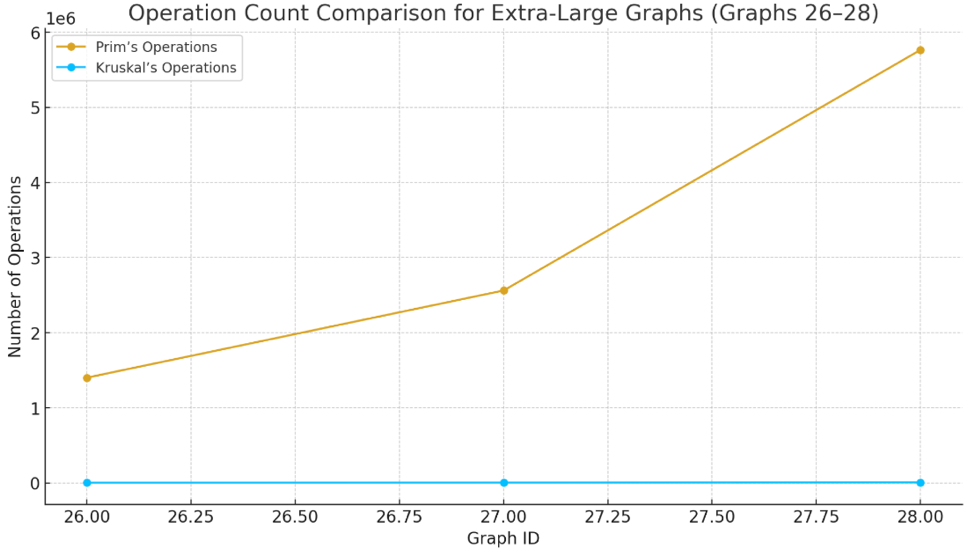 Operation Count Comparison for Extra-Large Graphs (Graphs 26–28)
1e6
Prim’s Operations
Kruskal’s Operations
Number of Operations
6
5
4
3
2
1
0
26.00 26.25 26.50 26.75 27.00 27.25 27.50 27.75 28.00
Graph ID